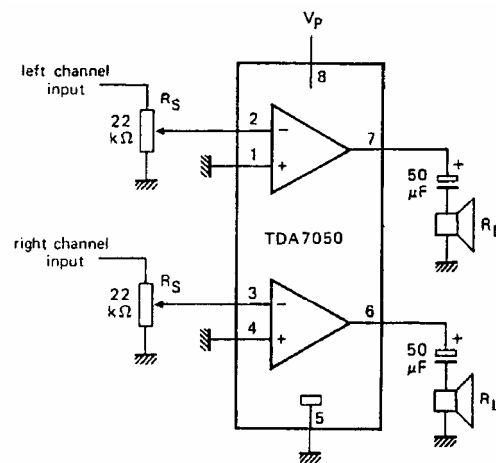 VP
8
left channel
input
RS
22
kΩ
2
−
1
+
7
+
50
μF
RL
TDA7050
right channel
input
RS
22
kΩ
3
−
4
+
6
+
50
μF
RL
5